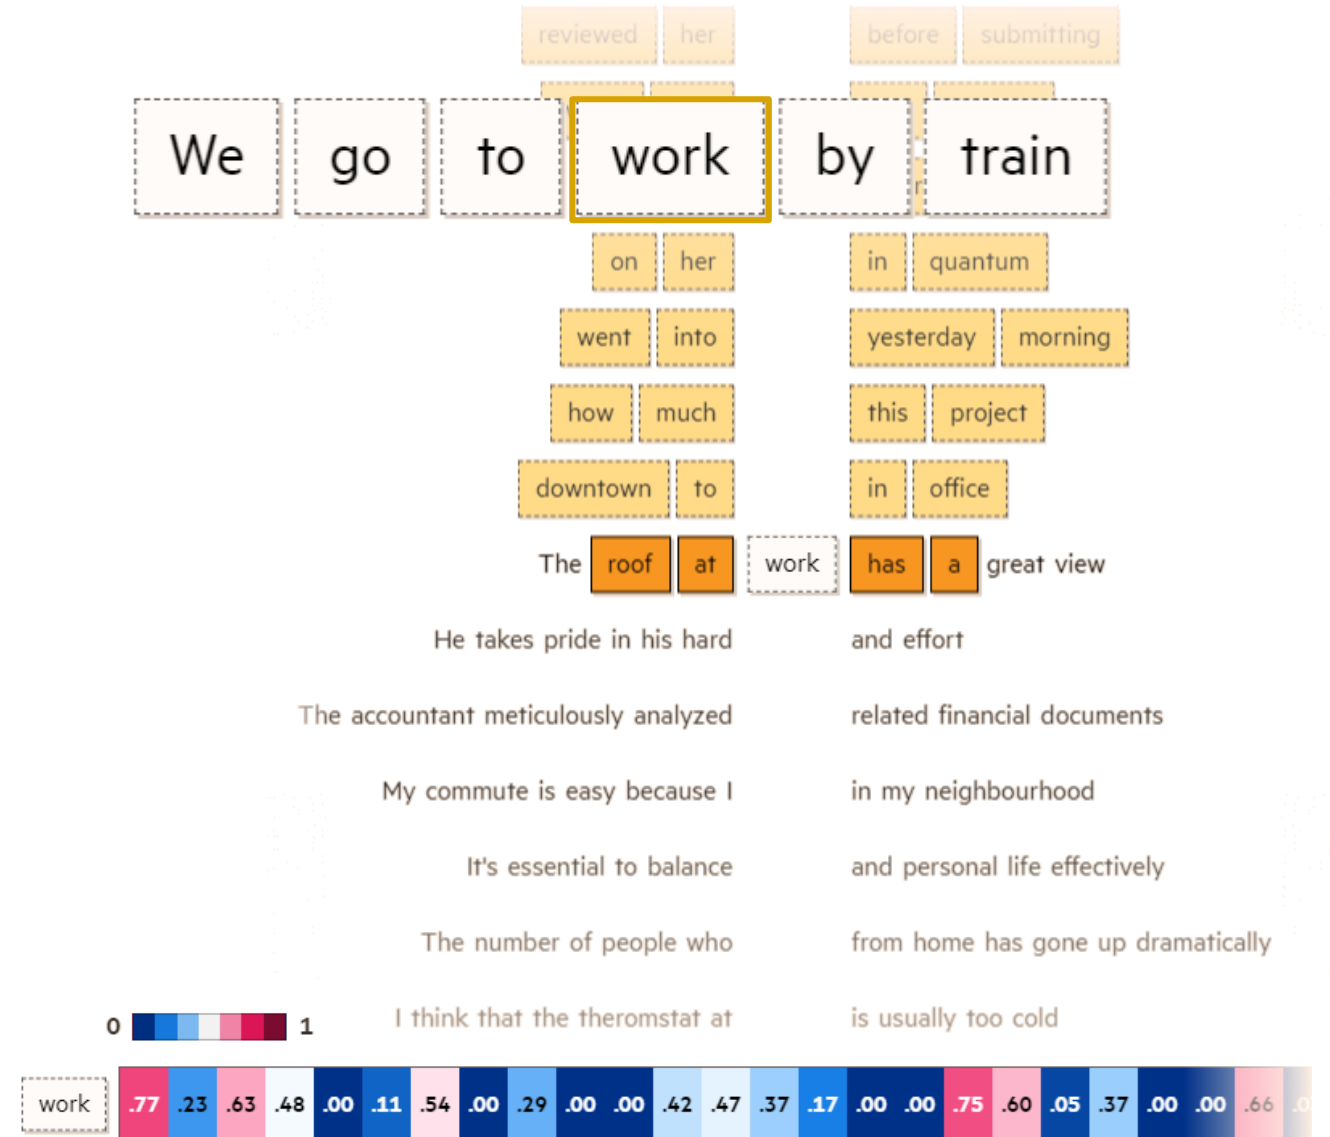 reviewed her before submitting
We go to work by train
on her in quantum
went into yesterday morning
how much this project
downtown to in office
The roof at work has a great view
He takes pride in his hard and effort
The accountant meticulously analyzed related financial documents
My commute is easy because I in my neighbourhood
It's essential to balance and personal life effectively
The number of people who from home has gone up dramatically
I think that the theromstat at is usually too cold
0 1
work .77 .23 .63 .48 .00 .11 .54 .00 .29 .00 .00 .42 .47 .37 .17 .00 .00 .75 .60 .05 .37 .00 .00 .66